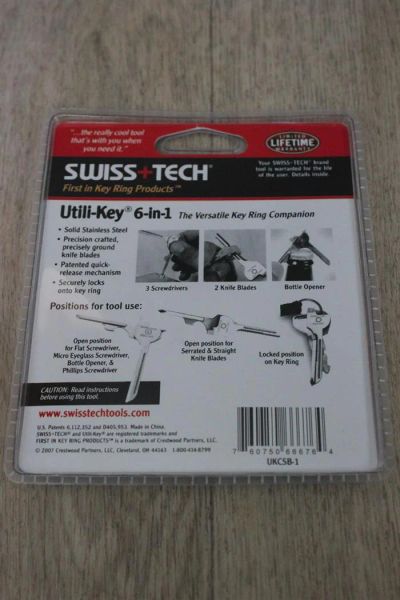 "...the really cool tool
that's with you when
you need it."
LIMITED
LIFETIME
WARRANTY
Your SWISS+TECH® brand
tool is warranted for the life
of the user. Details inside.
SWISS+TECH®
First in Key Ring Products™
Utili-Key® 6-in-1 The Versatile Key Ring Companion
• Solid Stainless Steel
• Precision crafted,
precisely ground
knife blades
• Patented quick-
release mechanism
• Securely locks
onto key ring
3 Screwdrivers
2 Knife Blades
Bottle Opener
Positions for tool use:
Open position
for Flat Screwdriver,
Micro Eyeglass Screwdriver,
Bottle Opener, &
Phillips Screwdriver
Open position for
Serrated & Straight
Knife Blades
Locked position
on Key Ring
CAUTION: Read instructions
before using this tool.
www.swisstechtools.com
U.S. Patents 6,112,352 and D405,953. Made in China.
SWISS+TECH® and Utili-Key® are registered trademarks and
FIRST IN KEY RING PRODUCTS™ is a trademark of Crestwood Partners, LLC.
© 2007 Crestwood Partners, LLC, Cleveland, OH 44143 1-800-414-8799
7 60750 66676 4
UKCSB-1